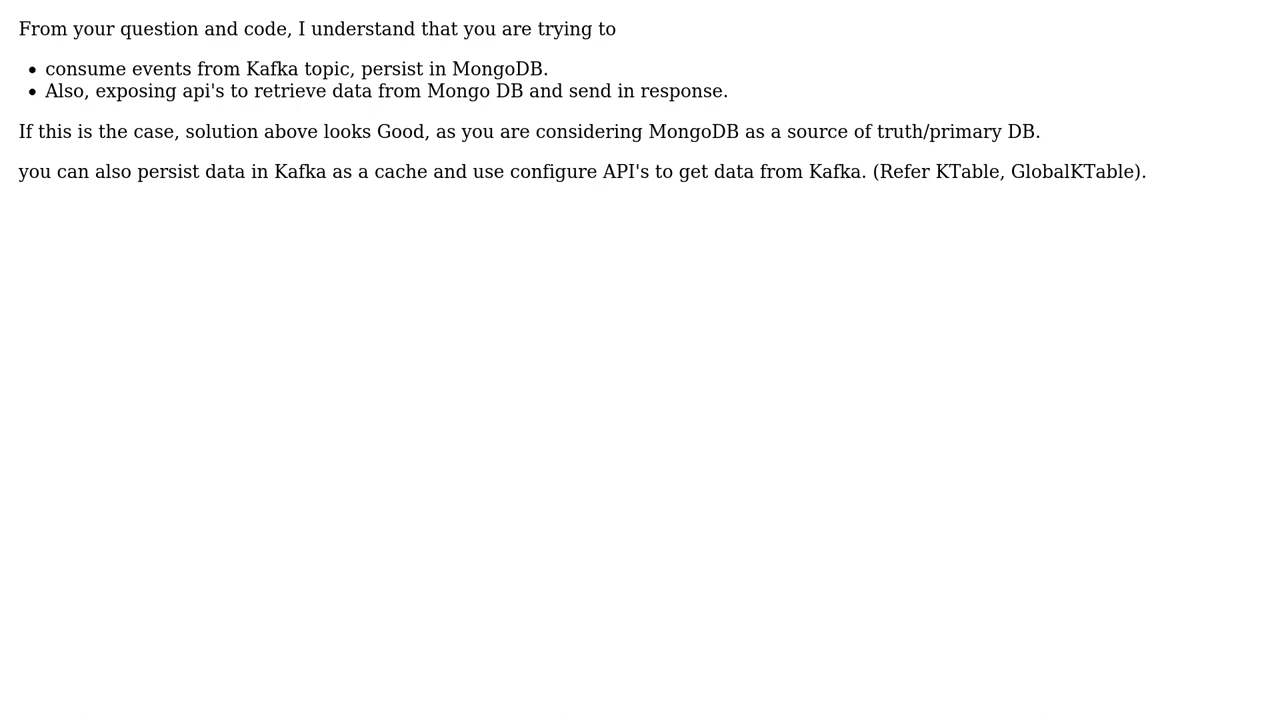 From your question and code, I understand that you are trying to
• consume events from Kafka topic, persist in MongoDB.
• Also, exposing api's to retrieve data from Mongo DB and send in response.
If this is the case, solution above looks Good, as you are considering MongoDB as a source of truth/primary DB.
you can also persist data in Kafka as a cache and use configure API's to get data from Kafka. (Refer KTable, GlobalKTable).